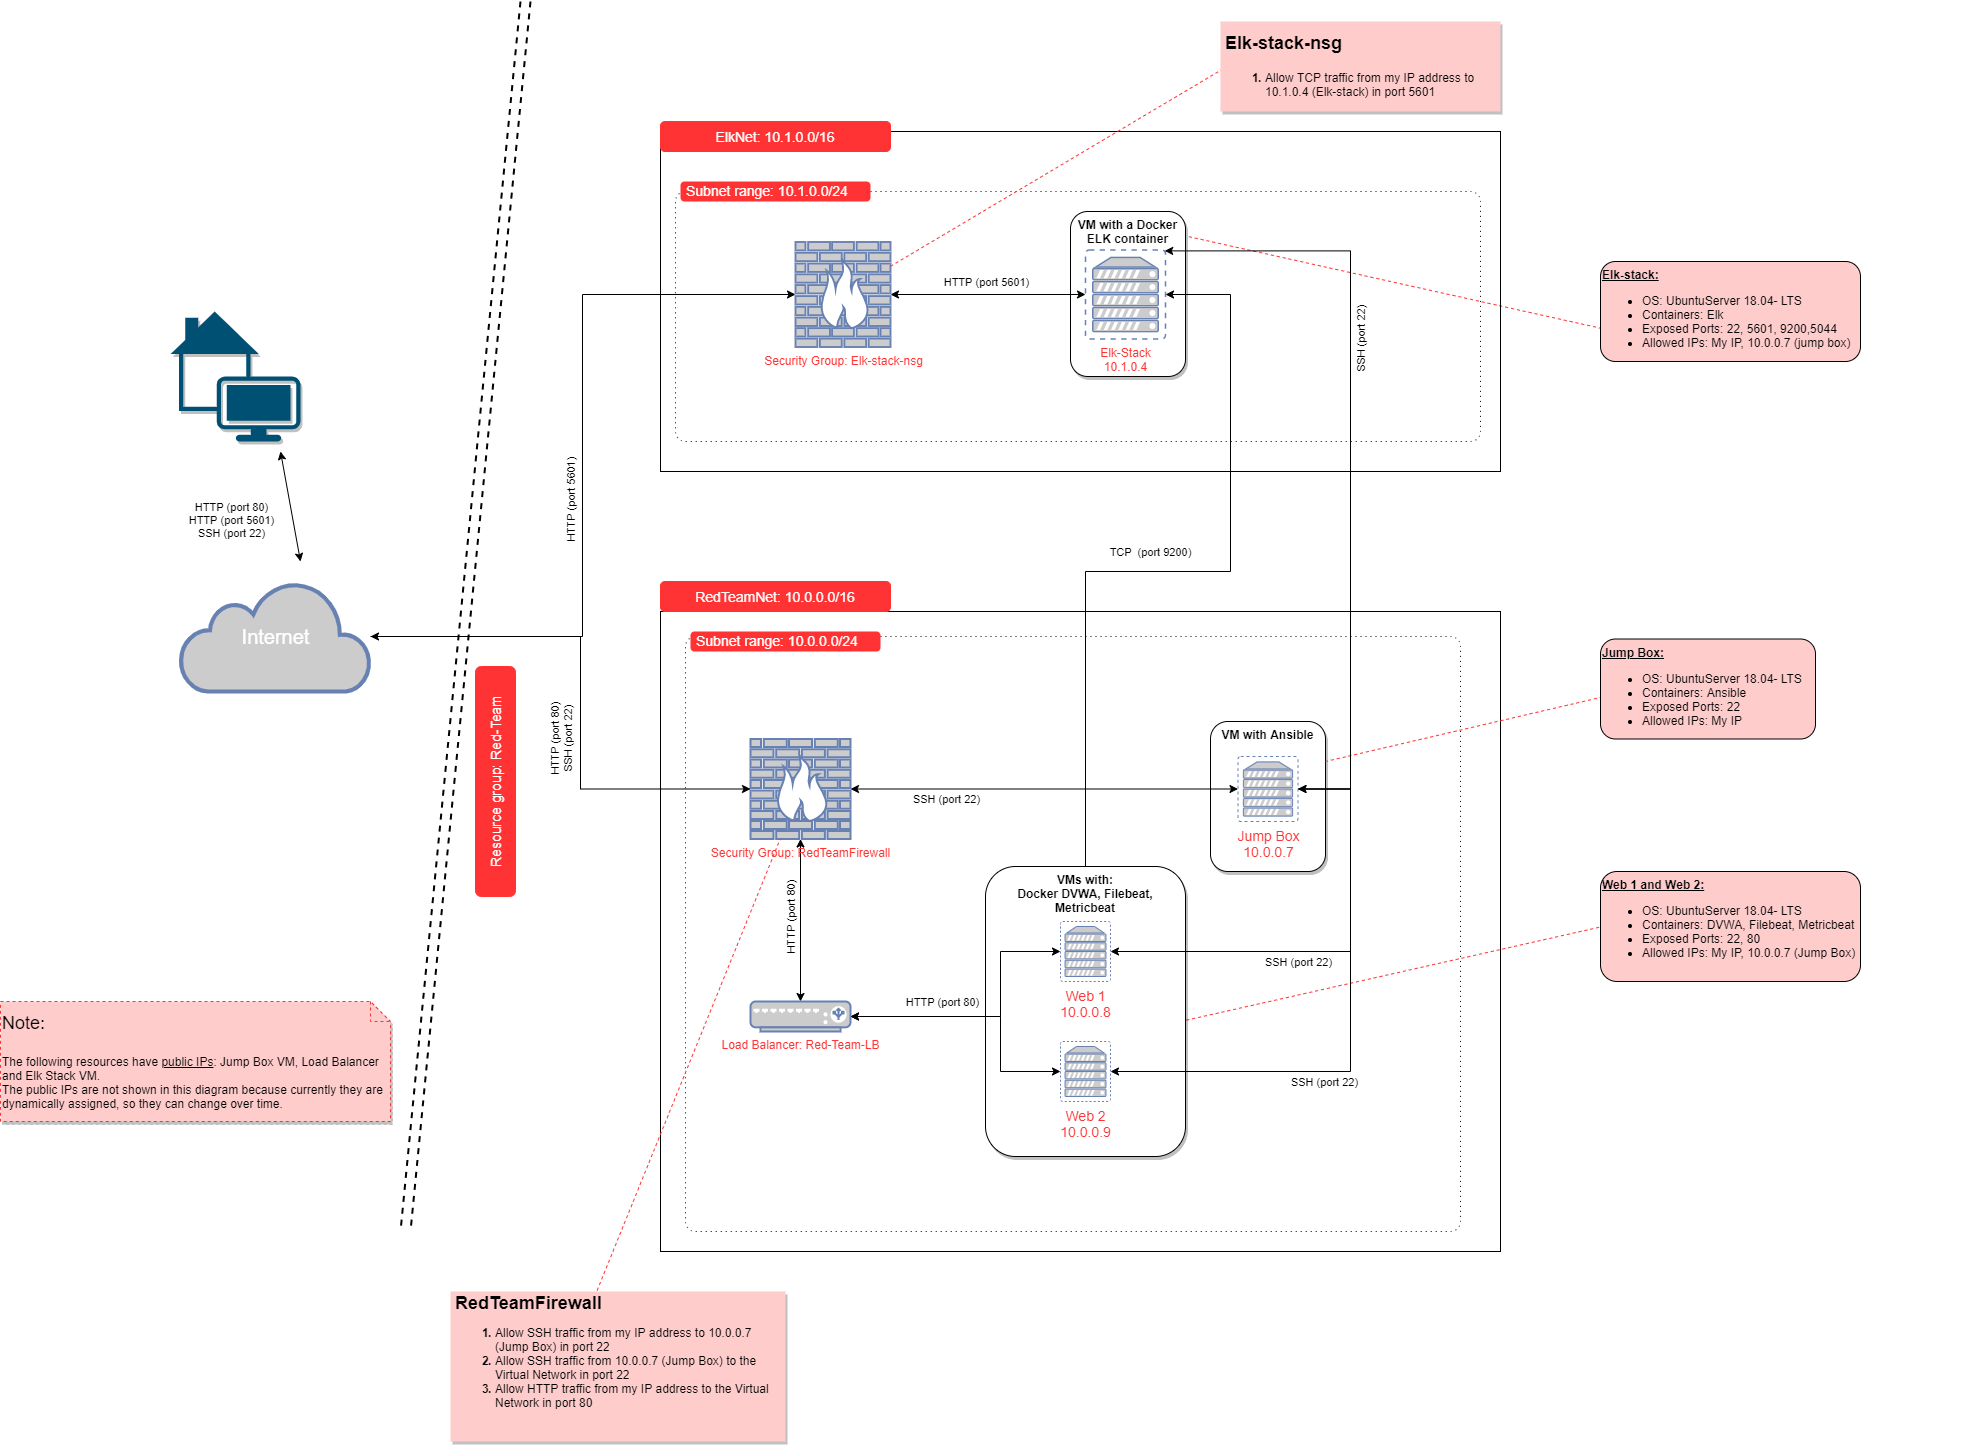 Elk-stack-nsg
1. Allow TCP traffic from my IP address to
10.1.0.4 (Elk-stack) in port 5601
ElkNet: 10.1.0.0/16
Subnet range: 10.1.0.0/24
VM with a Docker
ELK container
HTTP (port 5601)
Elk-Stack
10.1.0.4
Security Group: Elk-stack-nsg
SSH (port 22)
Elk-stack:
• OS: UbuntuServer 18.04- LTS
• Containers: Elk
• Exposed Ports: 22, 5601, 9200,5044
• Allowed IPs: My IP, 10.0.0.7 (jump box)
HTTP (port 80)
HTTP (port 5601)
SSH (port 22)
HTTP (port 5601)
TCP (port 9200)
Internet
RedTeamNet: 10.0.0.0/16
Subnet range: 10.0.0.0/24
Resource group: Red-Team
HTTP (port 80)
SSH (port 22)
Security Group: RedTeamFirewall
SSH (port 22)
VM with Ansible
Jump Box
10.0.0.7
Jump Box:
• OS: UbuntuServer 18.04- LTS
• Containers: Ansible
• Exposed Ports: 22
• Allowed IPs: My IP
HTTP (port 80)
VMs with:
Docker DVWA, Filebeat,
Metricbeat
Web 1
10.0.0.8
SSH (port 22)
HTTP (port 80)
Load Balancer: Red-Team-LB
Web 2
10.0.0.9
SSH (port 22)
Web 1 and Web 2:
• OS: UbuntuServer 18.04- LTS
• Containers: DVWA, Filebeat, Metricbeat
• Exposed Ports: 22, 80
• Allowed IPs: My IP, 10.0.0.7 (Jump Box)
Note:
The following resources have public IPs: Jump Box VM, Load Balancer
and Elk Stack VM.
The public IPs are not shown in this diagram because currently they are
dynamically assigned, so they can change over time.
RedTeamFirewall
1. Allow SSH traffic from my IP address to 10.0.0.7
(Jump Box) in port 22
2. Allow SSH traffic from 10.0.0.7 (Jump Box) to the
Virtual Network in port 22
3. Allow HTTP traffic from my IP address to the Virtual
Network in port 80